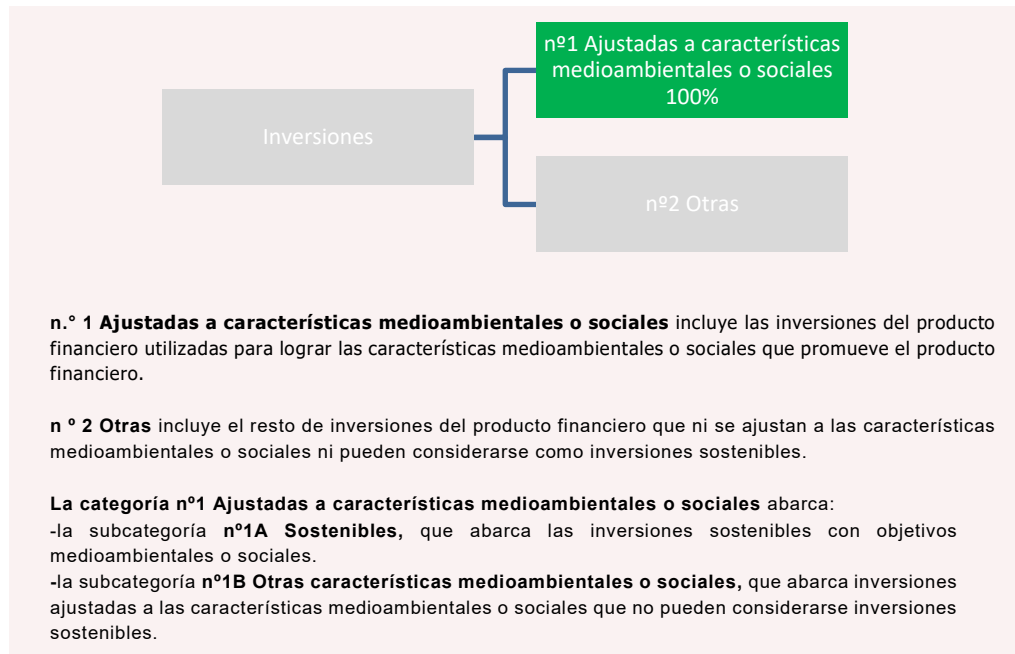 nº1 Ajustadas a características
medioambientales o sociales
100%
Inversiones
nº2 Otras
n.° 1 Ajustadas a características medioambientales o sociales incluye las inversiones del producto
financiero utilizadas para lograr las características medioambientales o sociales que promueve el producto
financiero.
n º 2 Otras incluye el resto de inversiones del producto financiero que ni se ajustan a las características
medioambientales o sociales ni pueden considerarse como inversiones sostenibles.
La categoría nº1 Ajustadas a características medioambientales o sociales abarca:
-la subcategoría nº1A Sostenibles, que abarca las inversiones sostenibles con objetivos
medioambientales o sociales.
-la subcategoría nº1B Otras características medioambientales o sociales, que abarca inversiones
ajustadas a las características medioambientales o sociales que no pueden considerarse inversiones
sostenibles.